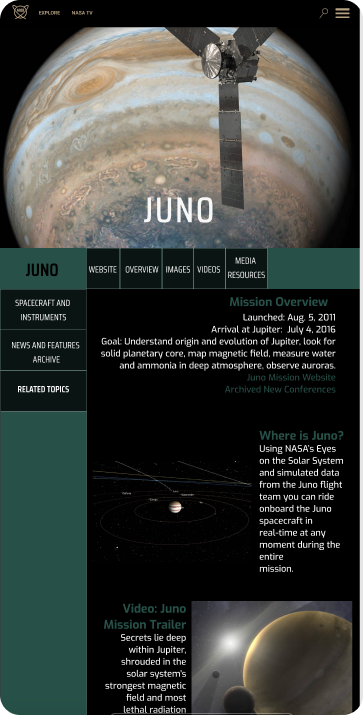 EXPLORE NASA TV
JUNO
JUNO
WEBSITE OVERVIEW IMAGES VIDEOS MEDIA RESOURCES
SPACECRAFT AND
INSTRUMENTS
NEWS AND FEATURES
ARCHIVE
RELATED TOPICS
Mission Overview
Launched: Aug. 5, 2011
Arrival at Jupiter: July 4, 2016
Goal: Understand origin and evolution of Jupiter, look for
solid planetary core, map magnetic field, measure water
and ammonia in deep atmosphere, observe auroras.
Juno Mission Website
Archived New Conferences
Where is Juno?
Using NASA's Eyes
on the Solar System
and simulated data
from the Juno flight
team you can ride
onboard the Juno
spacecraft in
real-time at any
moment during the
entire
mission.
Video: Juno
Mission Trailer
Secrets lie deep
within Jupiter,
shrouded in the
solar system's
strongest magnetic
field and most
lethal radiation